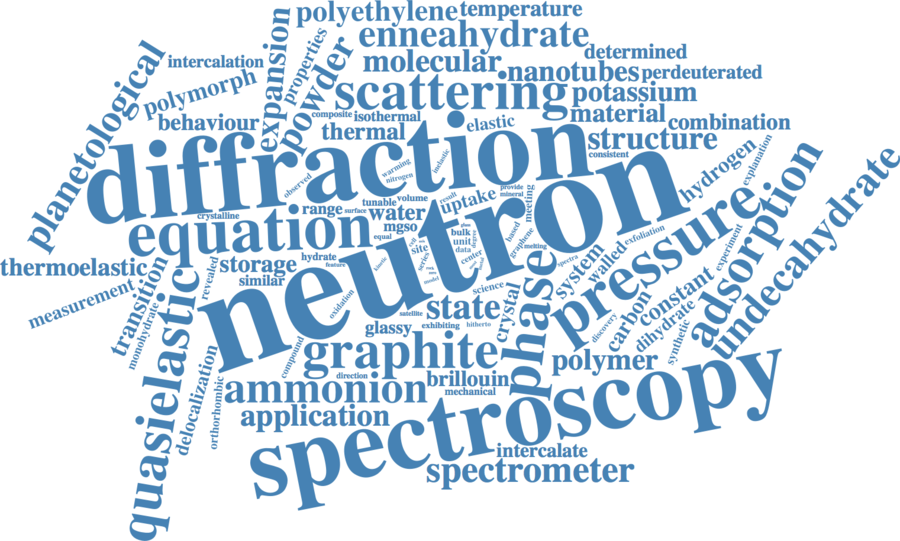 polyethylene
temperature
enneahydrate
expansion
properties
powder
intercalation
molecular
determined
planetological
polymorph
nanotubes
perdeuterated
scattering
potassium
behaviour
composite
isothermal
elastic
material
combination
thermal
structure
consistent
diffraction
warming
nitrogen
inelastic
observed
hydrogen
explanation
neutron
tunable
volume
result
provide
mineral
uptake
meeting
crystalline
range
surface
water
equation
mgso
equal
bulk
unit
data
based
graphene
undecahydrate
adsorption
pressure
thermoelastic
transition
revealed
storage
hydrate
feature
similar
kinetic
cell
site
series
model
center
degree
melting
spectra
system
walled
exfoliation
experiment
measurement
monohydrate
quasielastic
oxidation
science
satellite
state
crystal
phase
discovery
carbon
constant
dihydrate
synthetic
glassy
exhibiting
hitherto
delocalization
orthorhombic
compound
graphite
direction
ammonium
brillouin
mechanical
polymer
application
spectroscopy
intercalate
spectrometer